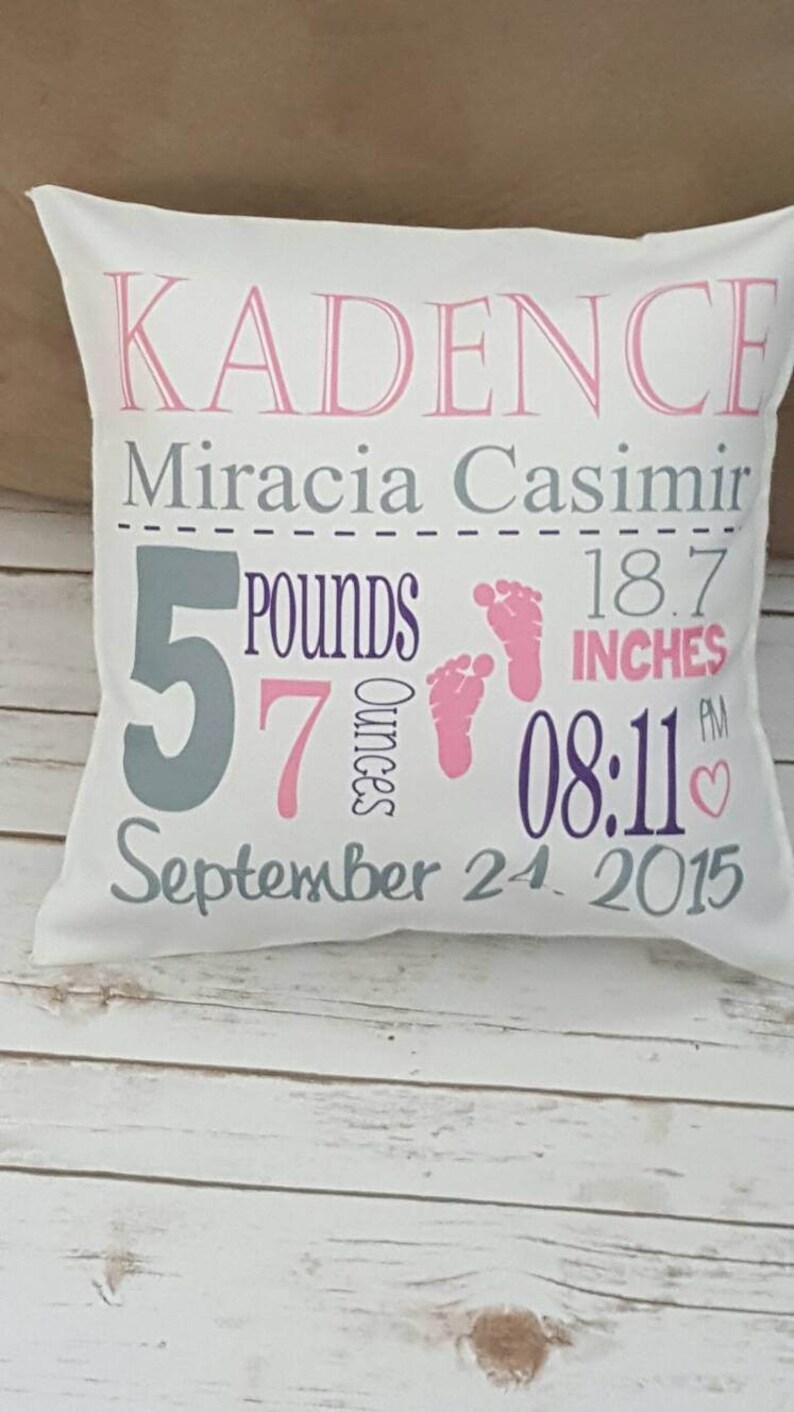 KADENCE
Miracia Casimir
5 POUNDS
7 Ounces
18.7
INCHES
08:11 PM
September 24. 2015